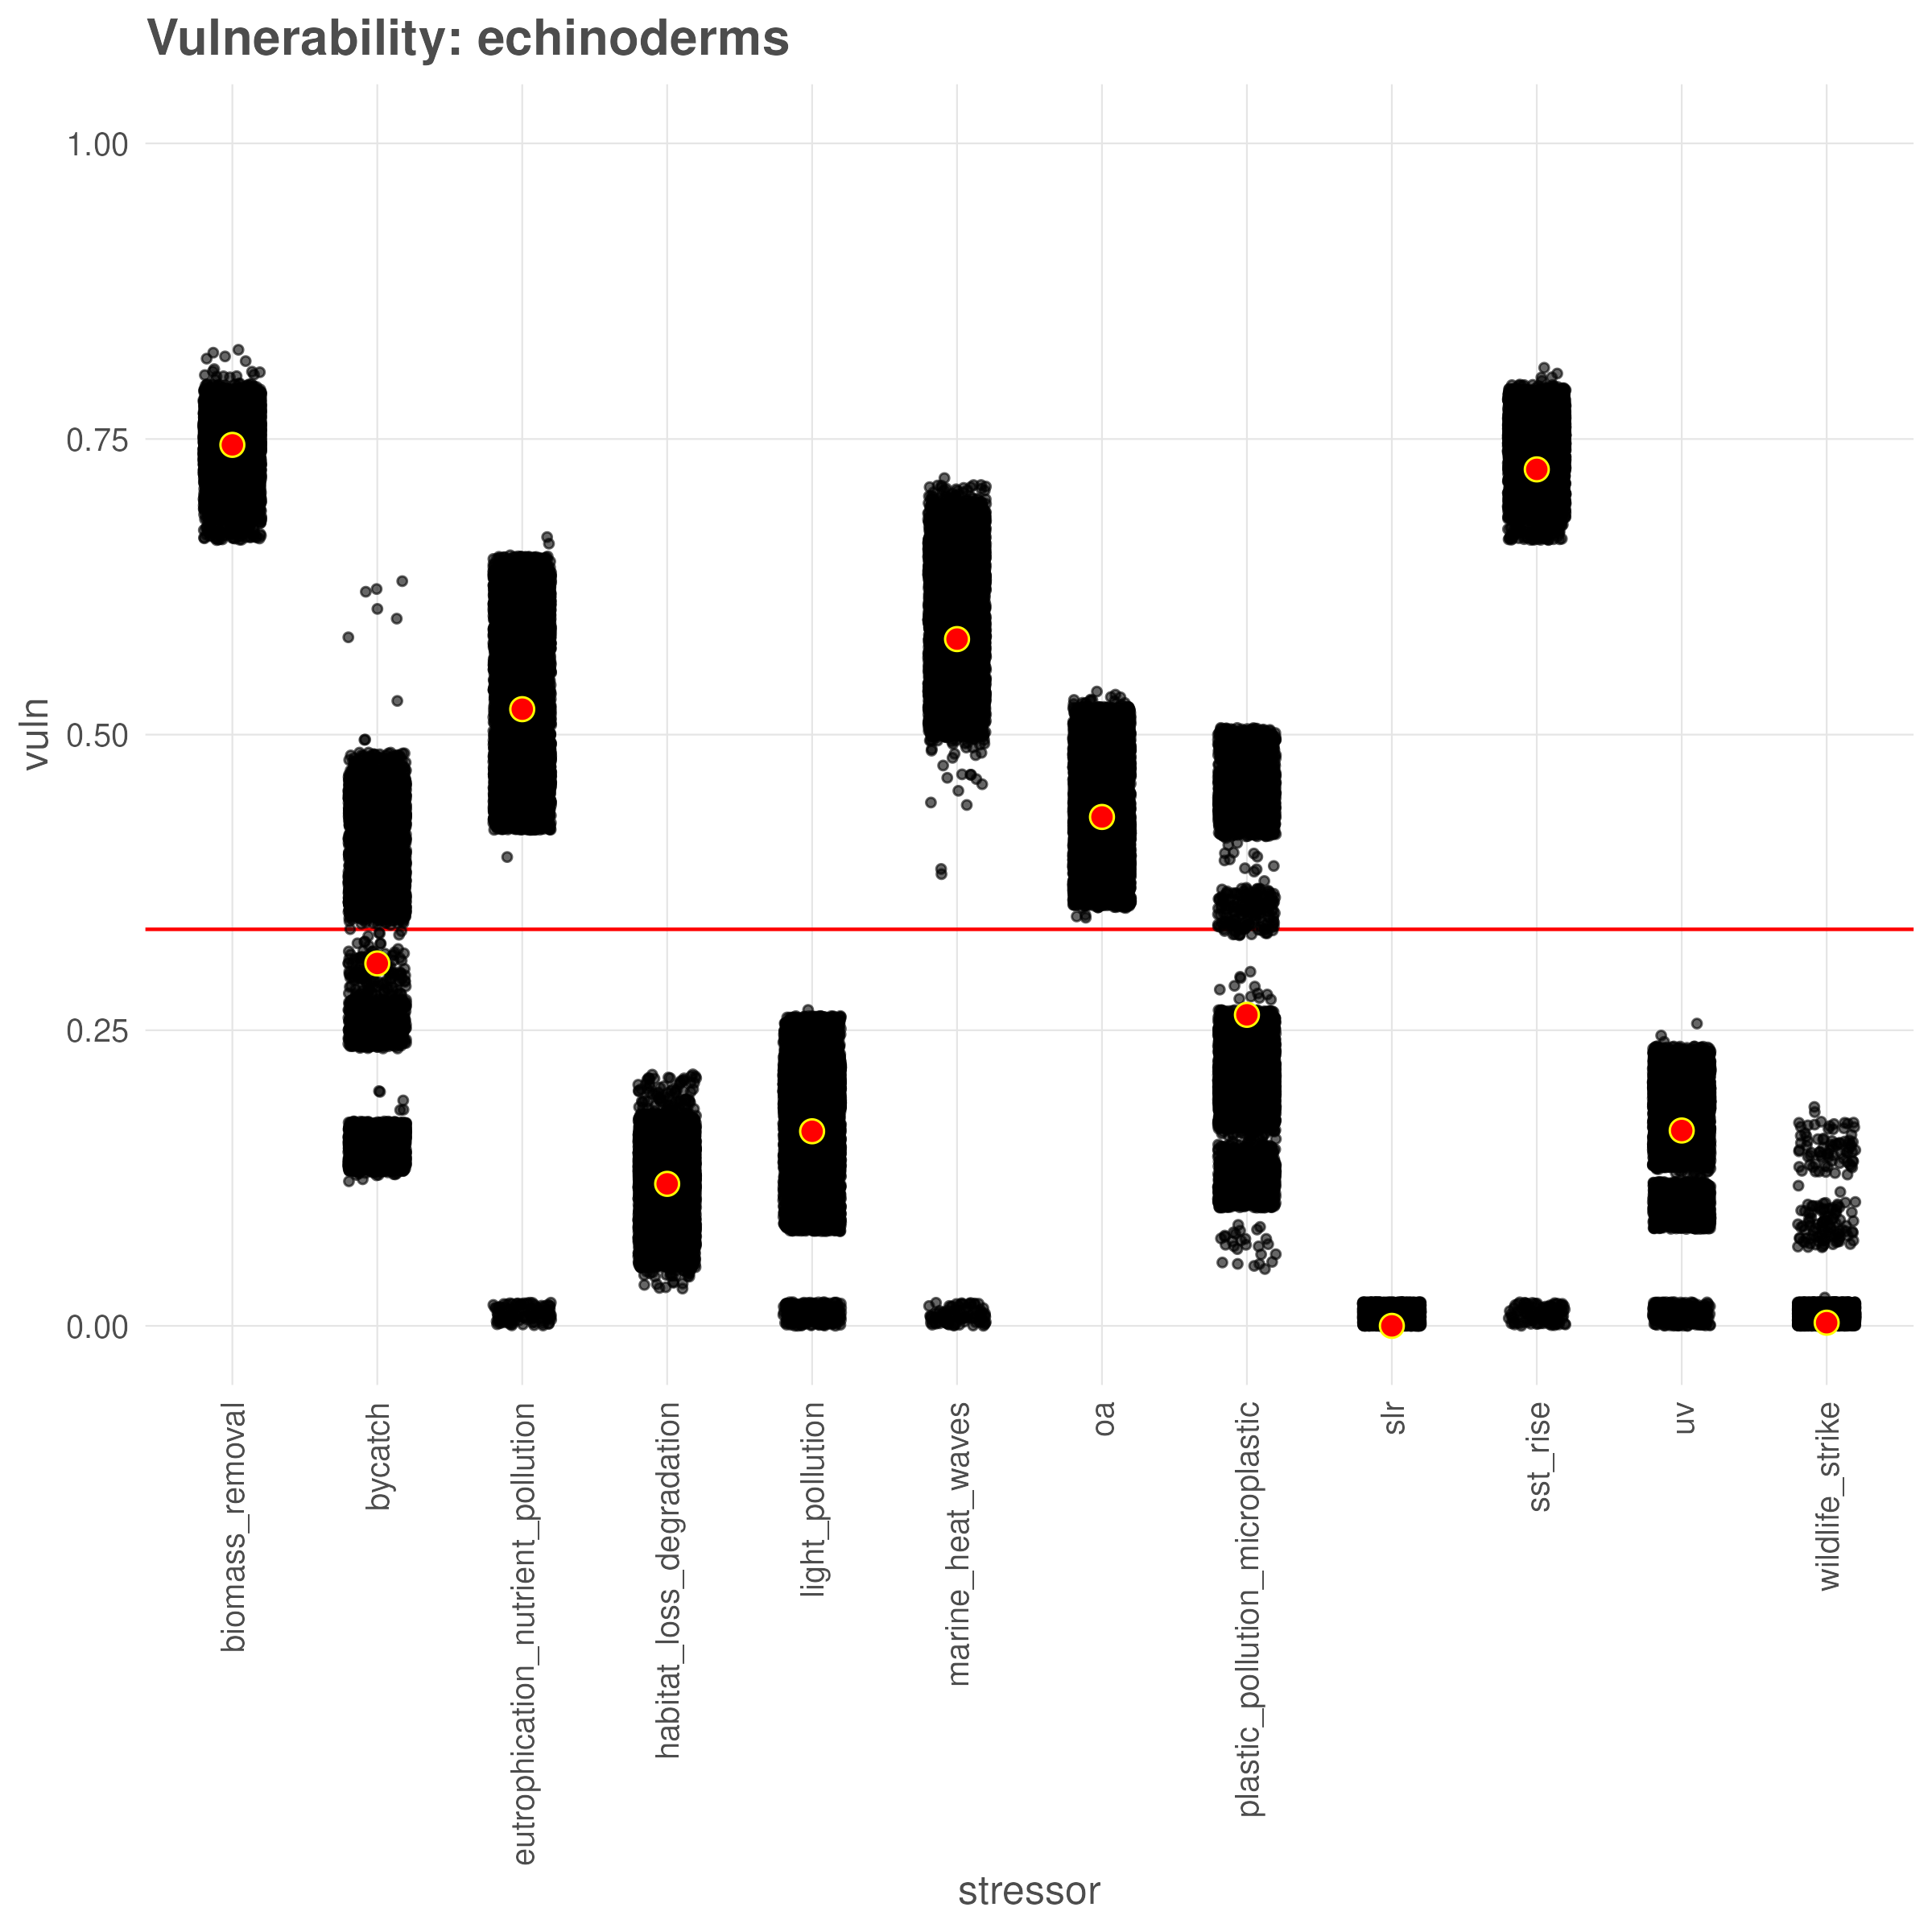 Vulnerability: echinoderms
vuln
1.00
0.75
0.50
0.25
0.00
biomass_removal
bycatch
eutrophication_nutrient_pollution
habitat_loss_degradation
light_pollution
marine_heat_waves
oa
plastic_pollution_microplastic
slr
sst_rise
uv
wildlife_strike
stressor